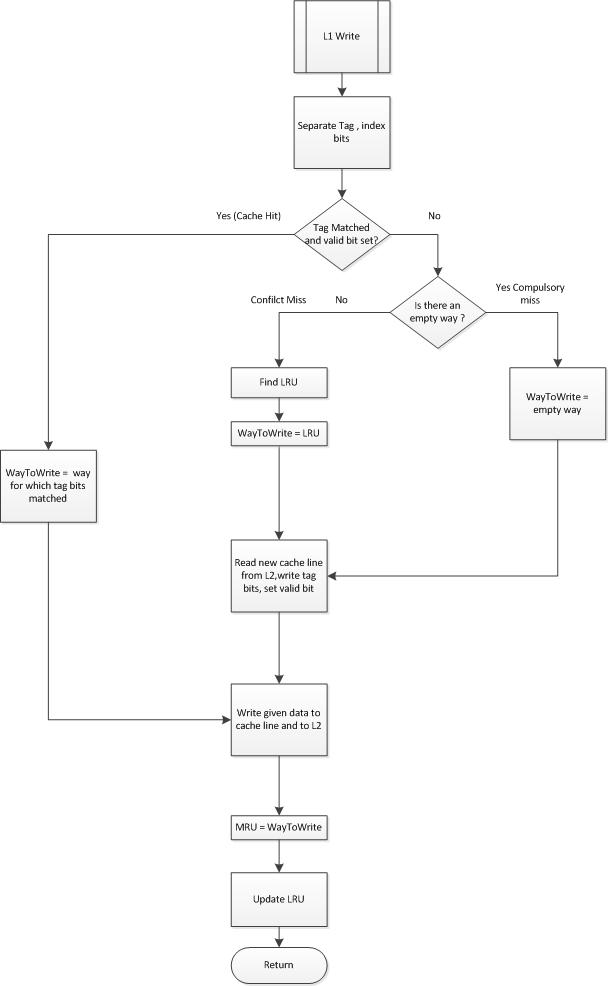 L1 Write
Separate Tag , index
bits
Yes (Cache Hit)
No
Tag Matched
and valid bit set?
Confilct Miss
No
Is there an
empty way ?
Yes Compulsory
miss
Find LRU
WayToWrite =
empty way
WayToWrite = LRU
WayToWrite = way
for which tag bits
matched
Read new cache line
from L2,write tag
bits, set valid bit
Write given data to
cache line and to L2
MRU = WayToWrite
Update LRU
Return